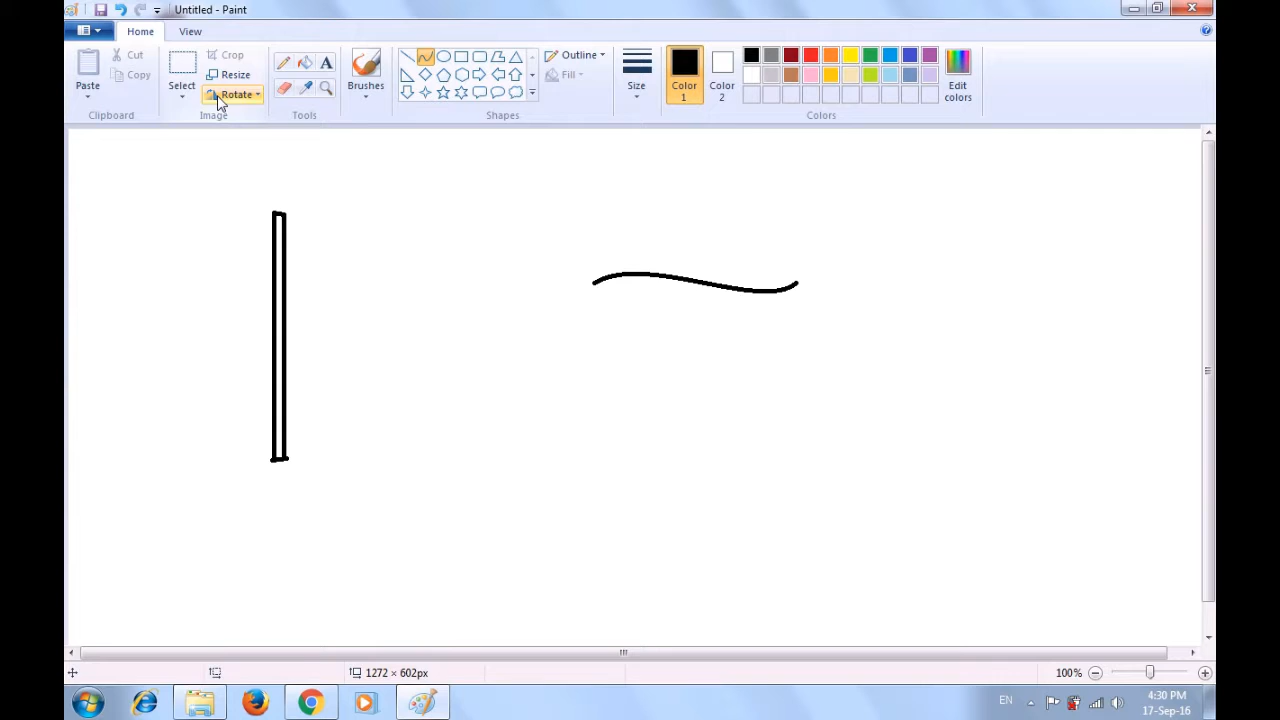 Untitled - Paint
Home View
Paste
Cut
Copy
Clipboard
Select
Crop
Resize
Rotate
Image
A
Tools
Brushes
Outline
Fill
Shapes
Size
Color 1
Color 2
Edit colors
Colors
1272 × 602px
100%
EN
4:30 PM
17-Sep-16